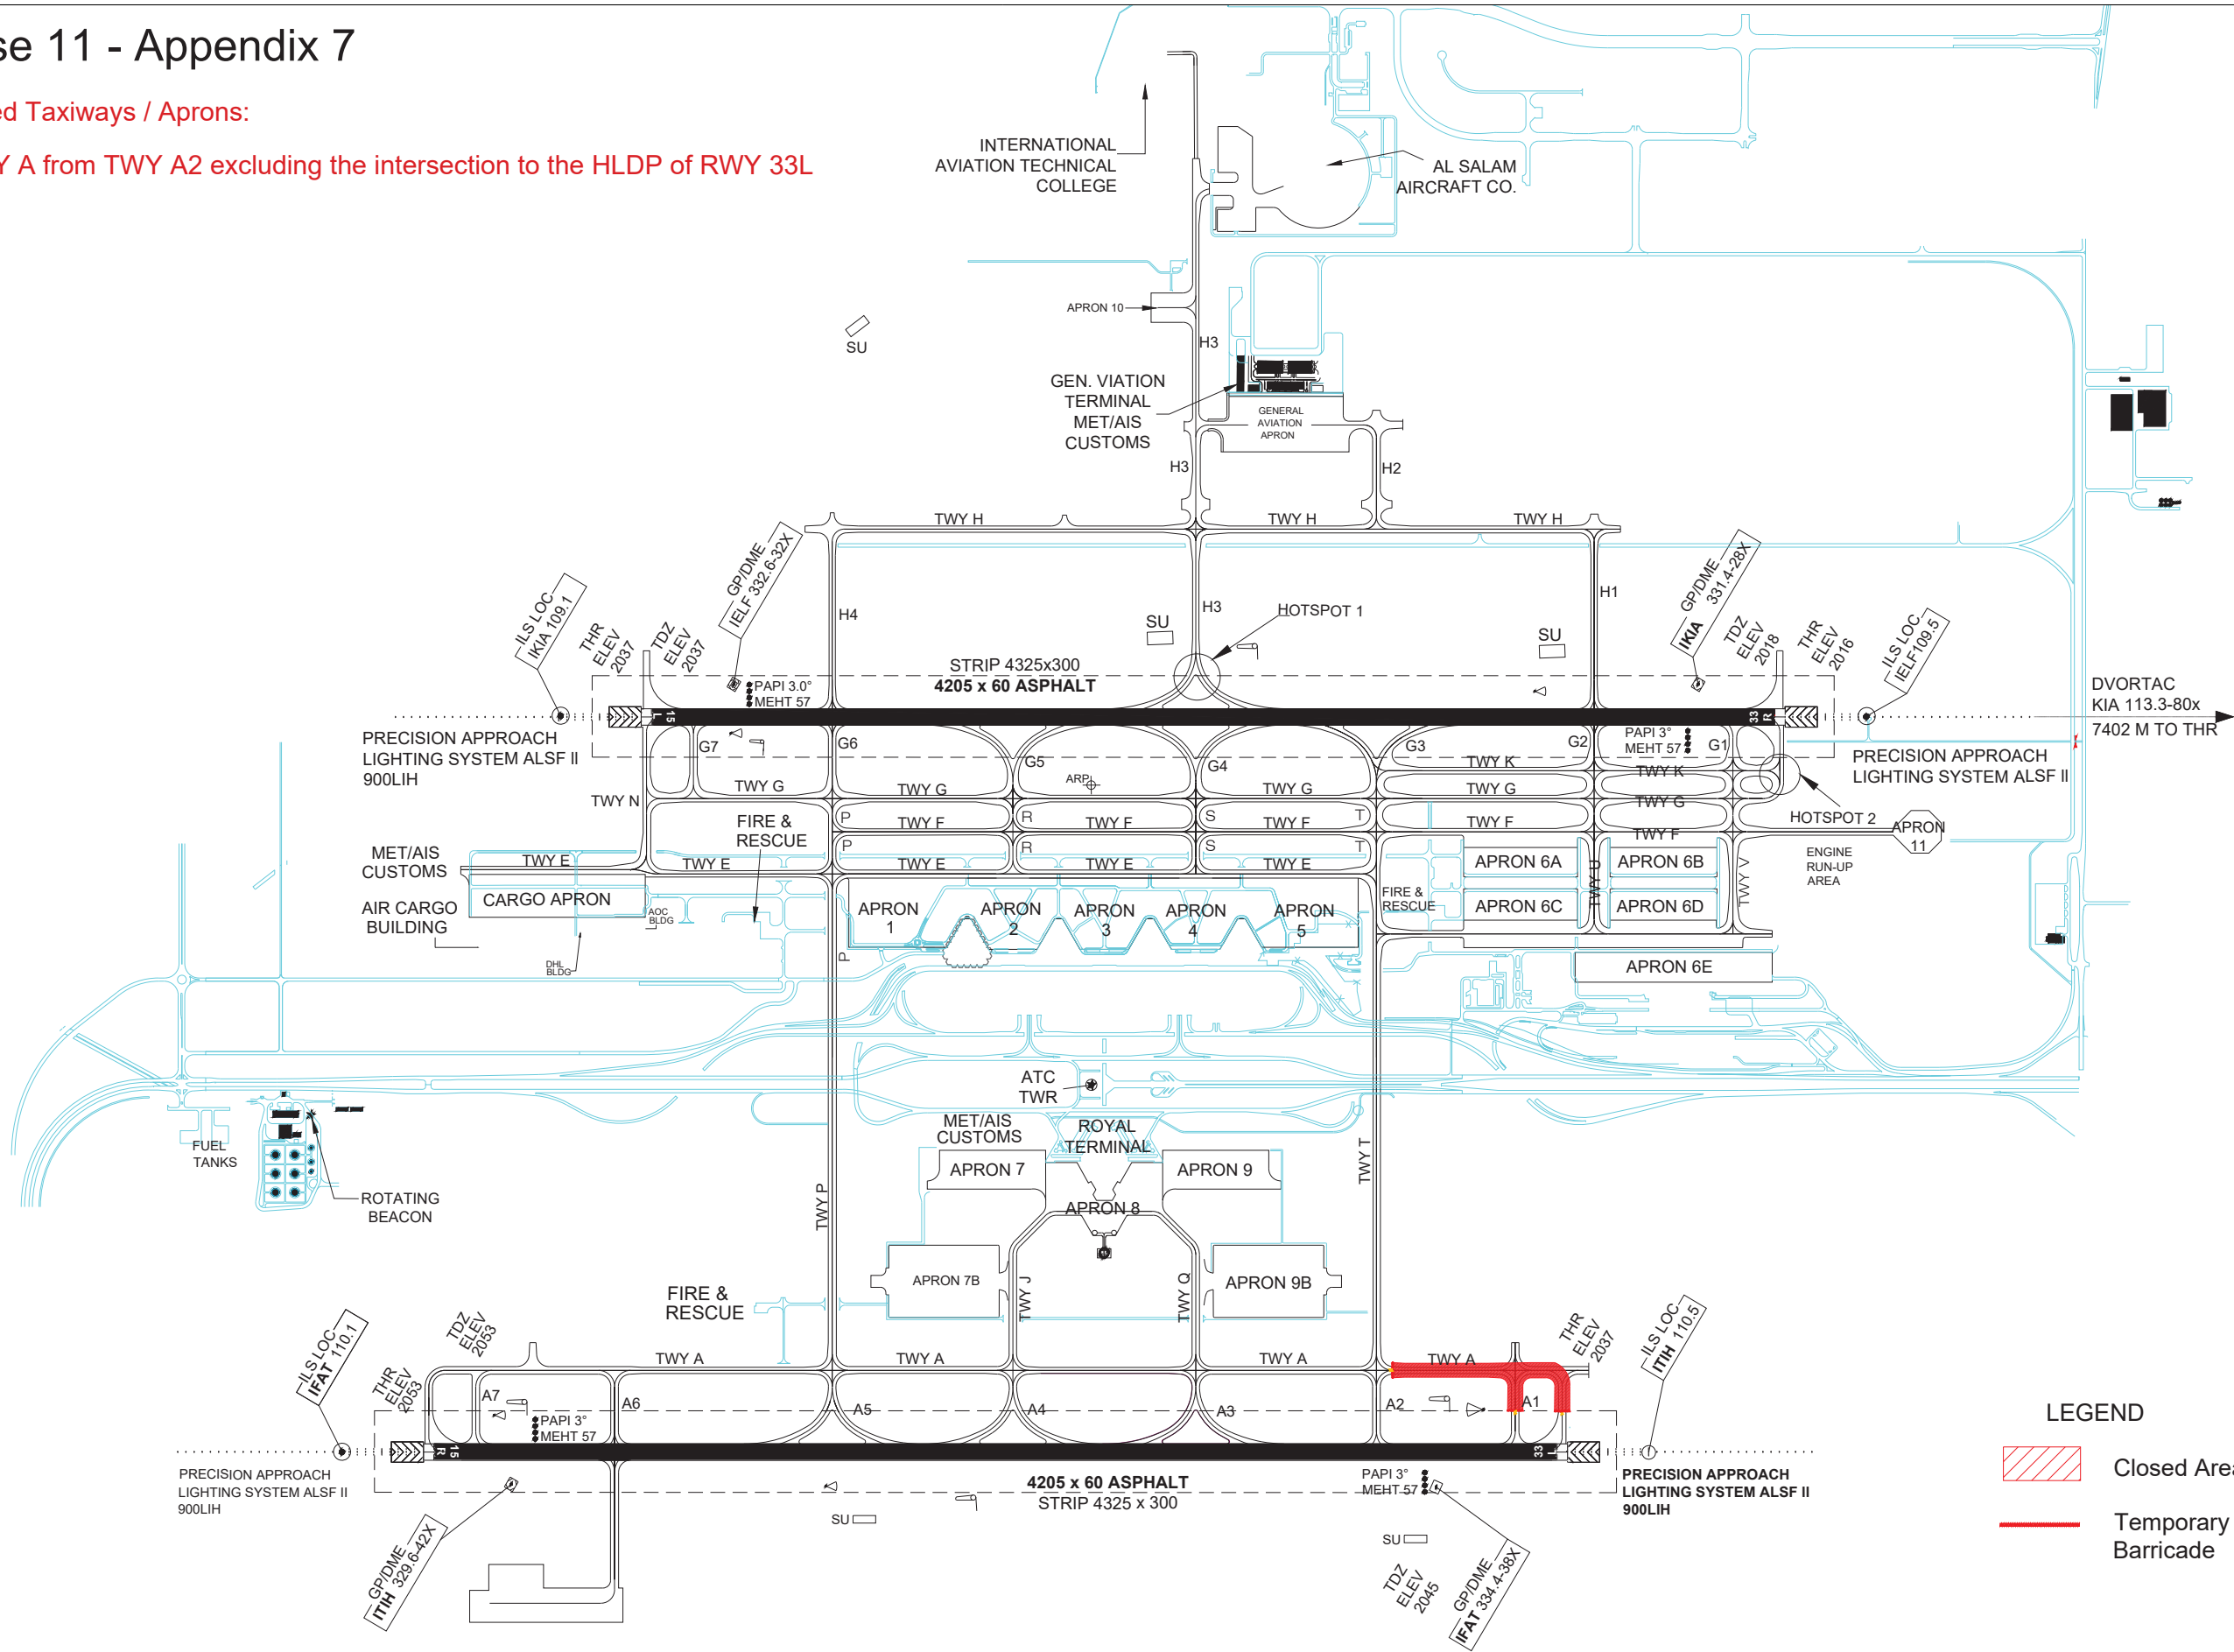 se 11 - Appendix 7
ed Taxiways / Aprons:
Y A from TWY A2 excluding the intersection to the HLDP of RWY 33L
INTERNATIONAL
AVIATION TECHNICAL
COLLEGE
AL SALAM
AIRCRAFT CO.
APRON 10
SU
H3
GEN. VIATION
TERMINAL
MET/AIS
CUSTOMS
GENERAL
AVIATION
APRON
H3
H2
TWY H
TWY H
TWY H
ILS LOC
IKIA 109.1
THR
ELEV
2037
TDZ
ELEV
2037
GP/DME
IELF 332.6-32X
H4
H3
HOTSPOT 1
SU
SU
H1
GP/DME
331.4-28X
IKIA
TDZ
ELEV
2018
THR
ELEV
2016
ILS LOC
IELF109.5
STRIP 4325x300
4205 x 60 ASPHALT
PAPI 3.0°
MEHT 57
15
L
33
R
DVORTAC
KIA 113.3-80x
7402 M TO THR
PRECISION APPROACH
LIGHTING SYSTEM ALSF II
900LIH
G7
G6
G5
G4
G3
G2
PAPI 3°
MEHT 57
G1
PRECISION APPROACH
LIGHTING SYSTEM ALSF II
TWY K
TWY K
ARP
TWY N
TWY G
TWY G
TWY G
TWY G
TWY G
HOTSPOT 2
FIRE &
RESCUE
P
TWY F
R
TWY F
S
TWY F
T
TWY F
TWY F
APRON
11
ENGINE
RUN-UP
AREA
MET/AIS
CUSTOMS
TWY E
TWY E
P
TWY E
R
TWY E
S
TWY E
T
APRON 6A
APRON 6B
TWY U
TWY V
CARGO APRON
AIR CARGO
BUILDING
AOC
BLDG
DHL
BLDG
APRON
1
APRON
2
APRON
3
APRON
4
APRON
5
FIRE &
RESCUE
APRON 6C
APRON 6D
P
APRON 6E
ATC
TWR
MET/AIS
CUSTOMS
ROYAL
TERMINAL
FUEL
TANKS
ROTATING
BEACON
APRON 7
APRON 9
APRON 8
TWY P
TWY T
APRON 7B
TWY J
TWY Q
APRON 9B
FIRE &
RESCUE
ILS LOC
IFAT 110.1
THR
ELEV
2053
TDZ
ELEV
2053
TWY A
TWY A
TWY A
TWY A
THR
ELEV
2037
ILS LOC
ITIH 110.5
A7
A6
A5
A4
A3
A2
A1
PAPI 3°
MEHT 57
15
R
33
L
PRECISION APPROACH
LIGHTING SYSTEM ALSF II
900LIH
4205 x 60 ASPHALT
STRIP 4325 x 300
PAPI 3°
MEHT 57
PRECISION APPROACH
LIGHTING SYSTEM ALSF II
900LIH
GP/DME
ITIH 329.6-42X
SU
SU
TDZ
ELEV
2045
GP/DME
IFAT 334.4-38X
LEGEND
Closed Area
Temporary
Barricade